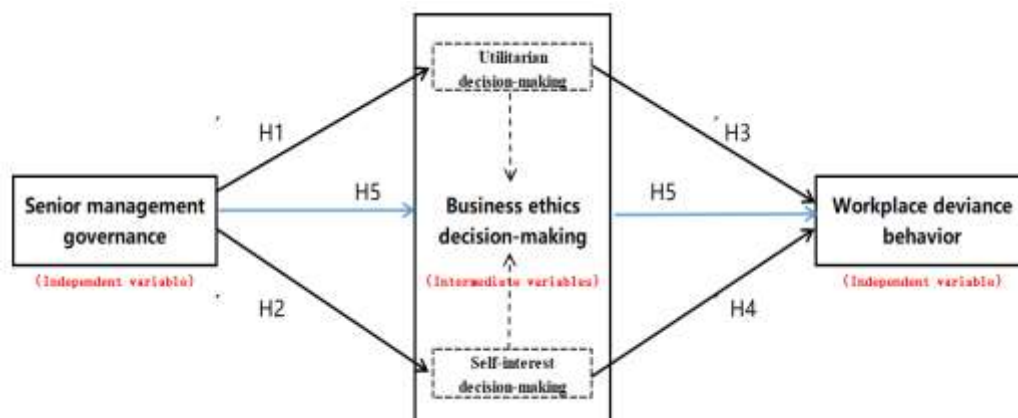 Utilitarian
decision-making
H1
H3
Senior management
governance
(Independent variable)
H5
Business ethics
decision-making
(Intermediate variables)
H5
Workplace deviance
behavior
(Independent variable)
H2
H4
Self-interest
decision-making